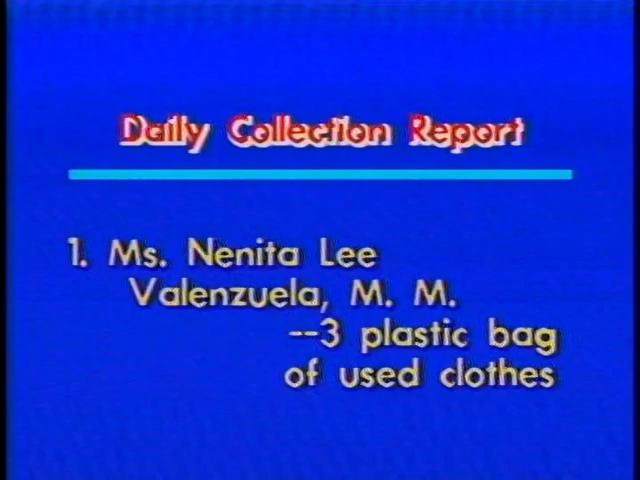 Daily Collection Report
1. Ms. Nenita Lee
Valenzuela, M. M.
--3 plastic bag
of used clothes